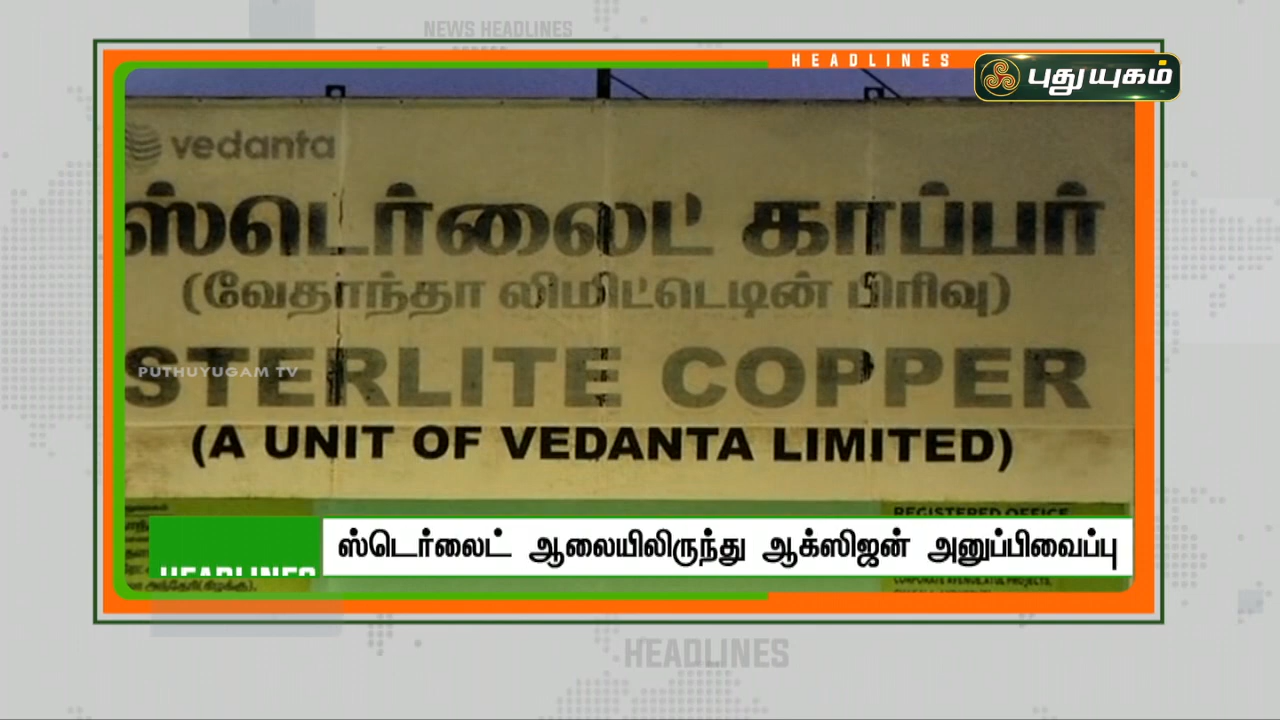 NEWS HEADLINES
HEADLINES
புதுயுகம்
vedanta
ஸ்டெர்லைட் காப்பர்
(வேதாந்தா லிமிட்டெடின் பிரிவு)
STERLITE COPPER
PUTHUYUGAM TV
(A UNIT OF VEDANTA LIMITED)
REGISTERED OFFICE
ஸ்டெர்லைட் ஆலையிலிருந்து ஆக்ஸிஜன் அனுப்பிவைப்பு
HEADLINES
HEADLINES